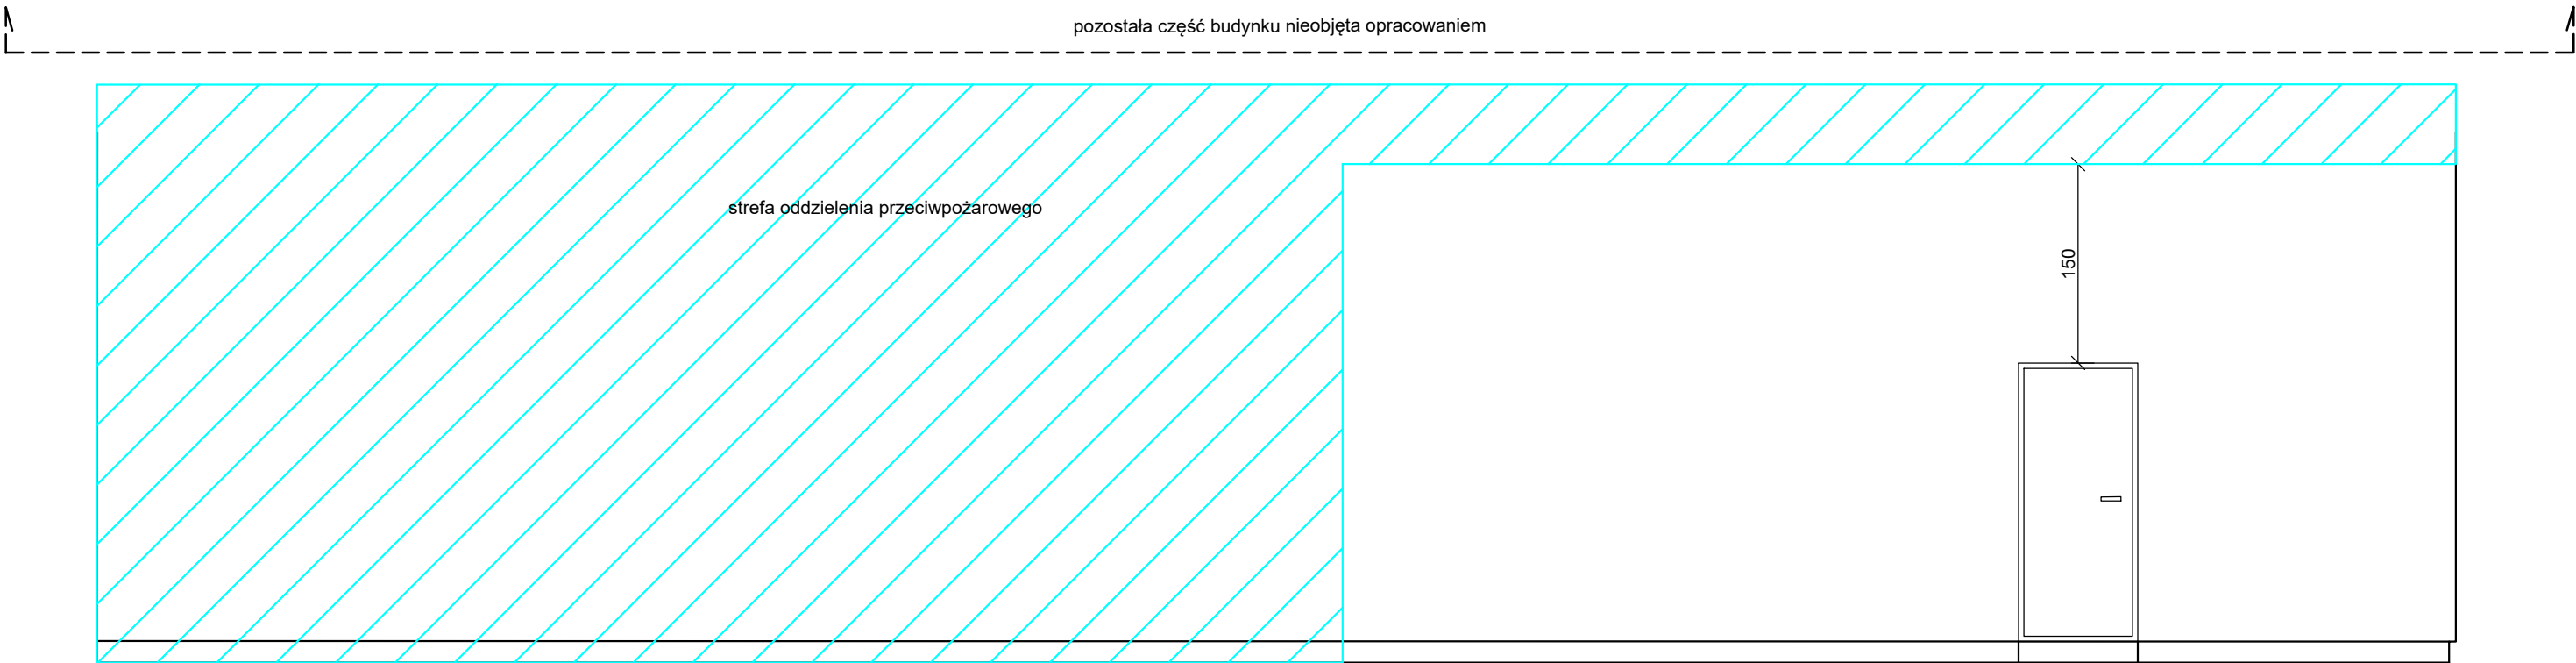 pozostała część budynku nieobjęta opracowaniem
strefa oddzielenia przeciwpożarowego
150